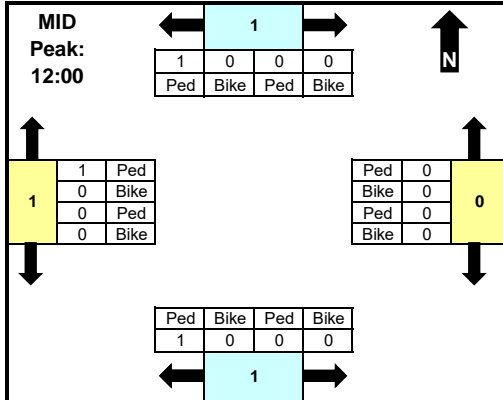 MID
Peak:
12:00
1
N
1 0 0 0
Ped Bike Ped Bike
1
1 Ped
0 Bike
0 Ped
0 Bike
Ped 0
Bike 0
Ped 0
Bike 0
0
Ped Bike Ped Bike
1 0 0 0
1